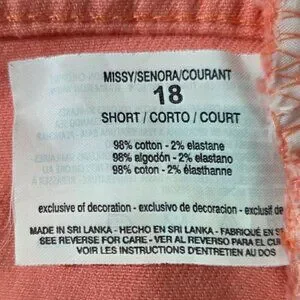 MISSY/SENORA/COURANT
18
SHORT / CORTO / COURT
98% cotton - 2% elastane
98% algodón - 2% elastano
98% coton - 2% élasthanne
exclusive of decoration - exclusivo de decoracion - exclusif de
MADE IN SRI LANKA - HECHO EN SRI LANKA - FABRIQUÉ EN S
SEE REVERSE FOR CARE - VER AL REVERSO PARA EL CUI
VOIR LES INSTRUCTIONS D'ENTRETIEN AU DOS